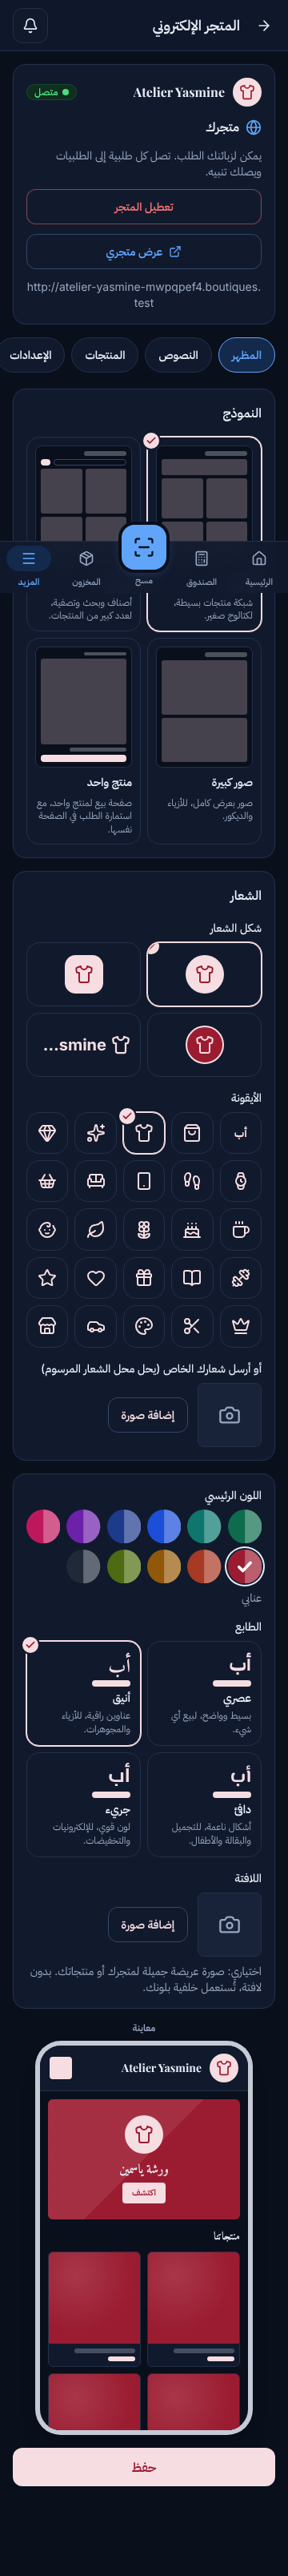 المتجر الإلكتروني
Atelier Yasmine
متصل
متجرك
يمكن لزبائنك الطلب. تصل كل طلبية إلى الطلبيات
ويصلك تنبيه.
تعطيل المتجر
عرض متجري
http://atelier-yasmine-mwpqpef4.boutiques.
test
المظهر
النصوص
المنتجات
الإعدادات
النموذج
الرئيسية
الصندوق
مسح
المخزون
المزيد
شبكة منتجات بسيطة،
لكتالوج صغير.
أصناف وبحث وتصفية،
لعدد كبير من المنتجات.
صور كبيرة
صور بعرض كامل، للأزياء
والديكور.
منتج واحد
صفحة بيع لمنتج واحد، مع
استمارة الطلب في الصفحة
نفسها.
الشعار
شكل الشعار
...smine
الأيقونة
أب
أو أرسل شعارك الخاص (يحل محل الشعار المرسوم)
إضافة صورة
اللون الرئيسي
عنابي
الطابع
أب
عصري
بسيط وواضح، لبيع أي
شيء.
أب
أنيق
عناوين راقية، للأزياء
والمجوهرات.
أب
دافئ
أشكال ناعمة، للتجميل
والبقالة والأطفال.
أب
جريء
لون قوي، للإلكترونيات
والتخفيضات.
اللافتة
إضافة صورة
اختياري: صورة عريضة جميلة لمتجرك أو منتجاتك. بدون
لافتة، تُستعمل خلفية بلونك.
معاينة
Atelier Yasmine
ورشة ياسمين
اكتشف
منتجاتنا
حفظ